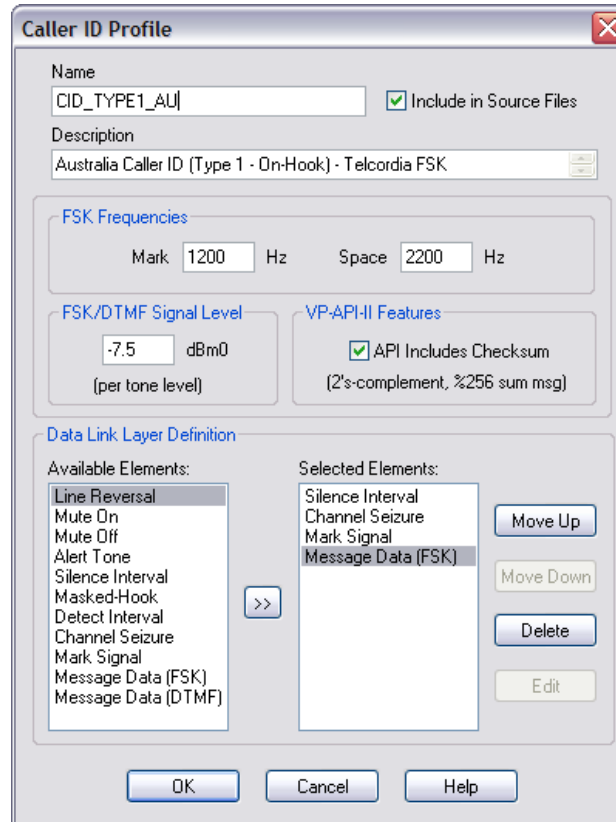 Caller ID Profile
Name
CID_TYPE1_AU
Include in Source Files
Description
Australia Caller ID (Type 1 - On-Hook) - Telcordia FSK
FSK Frequencies
Mark 1200 Hz Space 2200 Hz
FSK/DTMF Signal Level
-7.5 dBm0
(per tone level)
VP-API-II Features
API Includes Checksum
(2's-complement, %256 sum msg)
Data Link Layer Definition
Available Elements:
Line Reversal
Mute On
Mute Off
Alert Tone
Silence Interval
Masked-Hook
Detect Interval
Channel Seizure
Mark Signal
Message Data (FSK)
Message Data (DTMF)
>>
Selected Elements:
Silence Interval
Channel Seizure
Mark Signal
Message Data (FSK)
Move Up
Move Down
Delete
Edit
OK Cancel Help